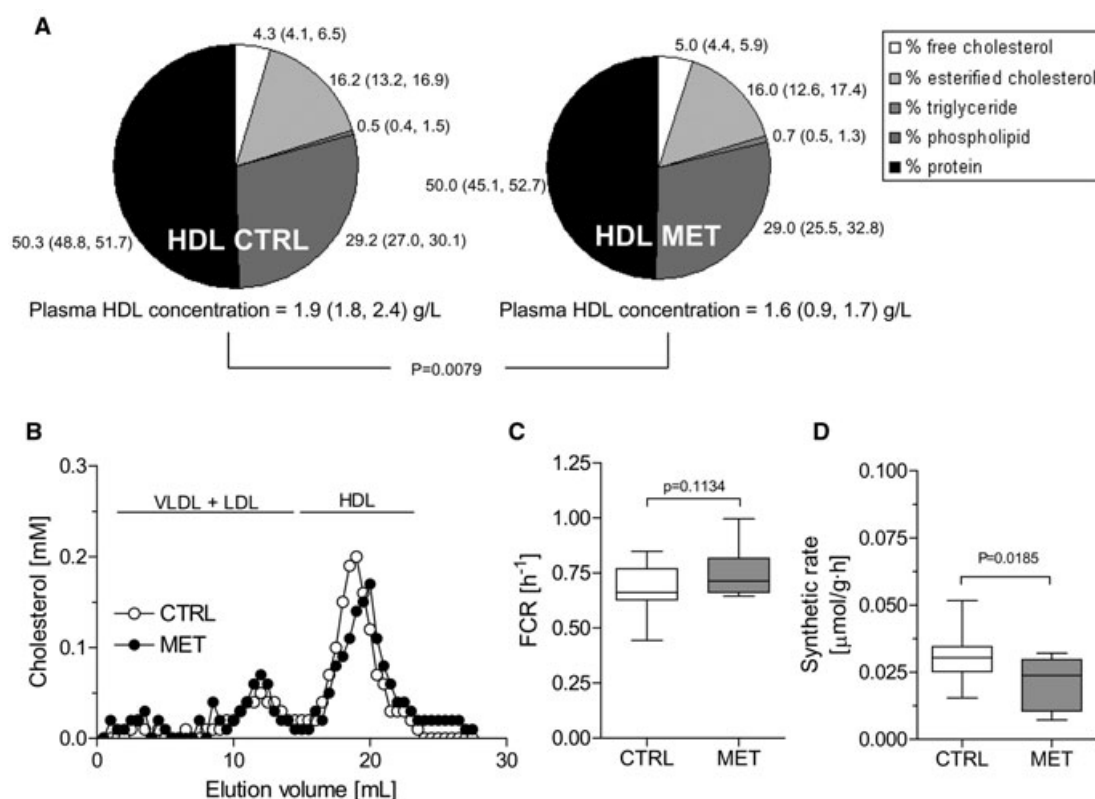 A
4.3 (4.1, 6.5)
16.2 (13.2, 16.9)
0.5 (0.4, 1.5)
29.2 (27.0, 30.1)
50.3 (48.8, 51.7)
HDL CTRL
Plasma HDL concentration = 1.9 (1.8, 2.4) g/L
5.0 (4.4, 5.9)
16.0 (12.6, 17.4)
0.7 (0.5, 1.3)
29.0 (25.5, 32.8)
50.0 (45.1, 52.7)
HDL MET
Plasma HDL concentration = 1.6 (0.9, 1.7) g/L
P=0.0079
% free cholesterol
% esterified cholesterol
% triglyceride
% phospholipid
% protein
B
0.3
0.2
0.1
0.0
Cholesterol [mM]
VLDL + LDL
HDL
CTRL
MET
0
10
20
30
Elution volume [mL]
C
1.25
1.00
0.75
0.50
0.25
0.00
FCR [h⁻¹]
p=0.1134
CTRL
MET
D
0.100
0.075
0.050
0.025
0.000
Synthetic rate
[μmol/g·h]
P=0.0185
CTRL
MET